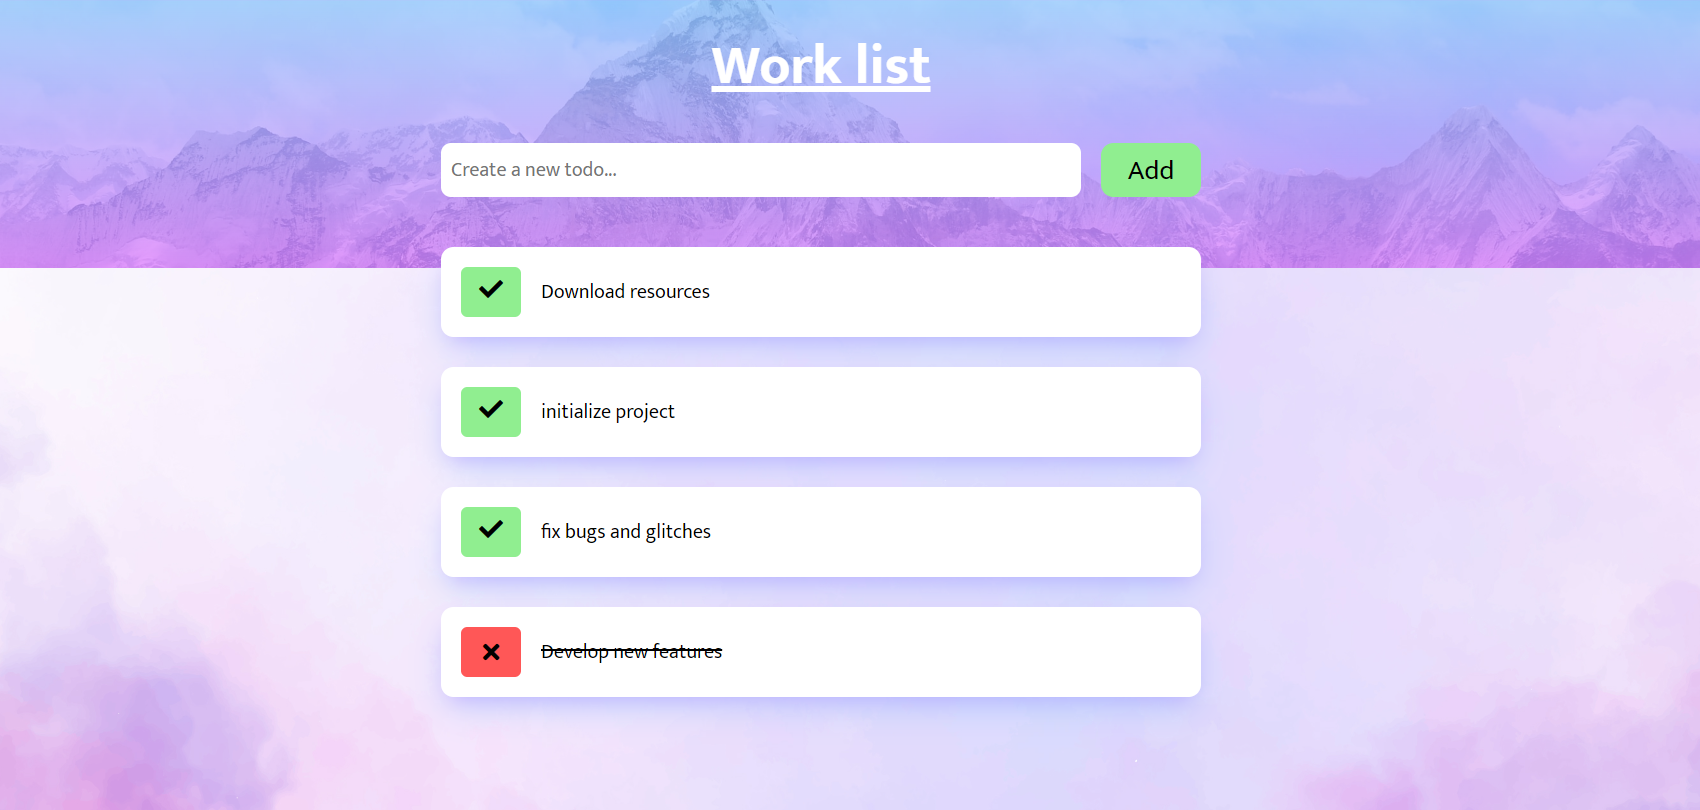 Work list
Create a new todo...
Add
Download resources
initialize project
fix bugs and glitches
Develop new features